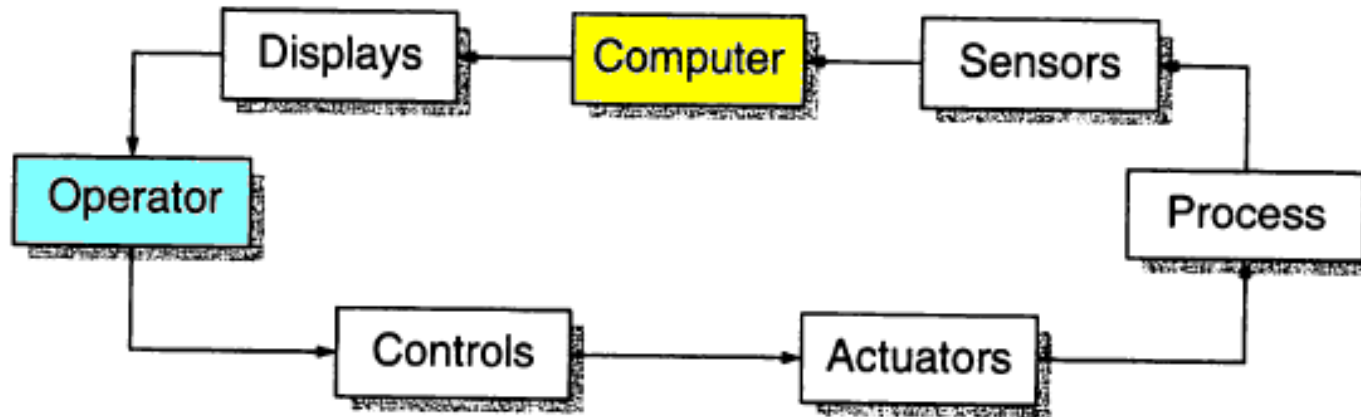 Displays
Computer
Sensors
Operator
Process
Controls
Actuators